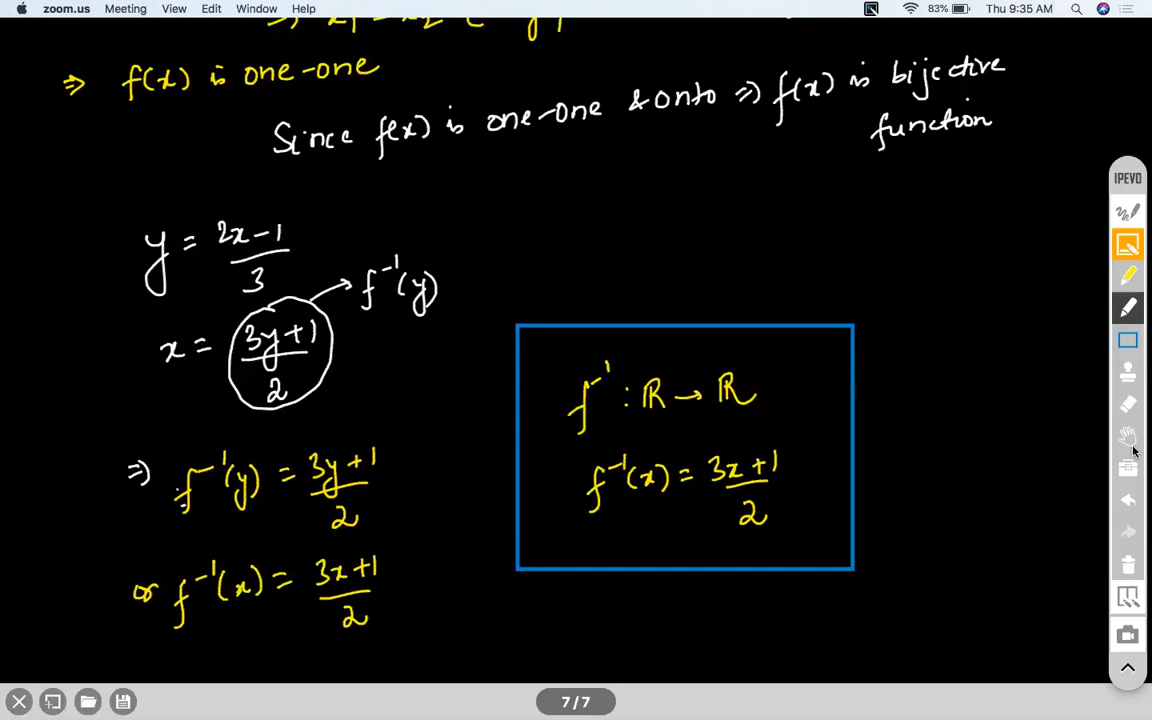 zoom.us Meeting View Edit Window Help 83% Thu 9:35 AM
⇒ f(x) is one-one
Since f(x) is one-one & onto ⇒ f(x) is bijective
function
y = (2x-1)/3
x = (3y+1)/2 → f⁻¹(y)
⇒ f⁻¹(y) = (3y+1)/2
or f⁻¹(x) = (3x+1)/2
f⁻¹ : ℝ → ℝ
f⁻¹(x) = (3x+1)/2
IPEVO
7 / 7